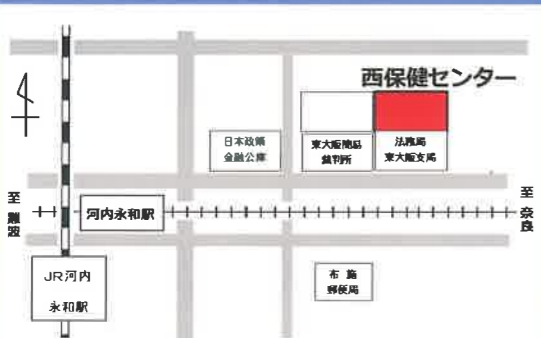 西保健センター
日本政策
金融公庫
東大阪簡易
裁判所
法務局
東大阪支局
至
難
波
河内永和駅
至
奈
良
JR河内
永和駅
布施
郵便局